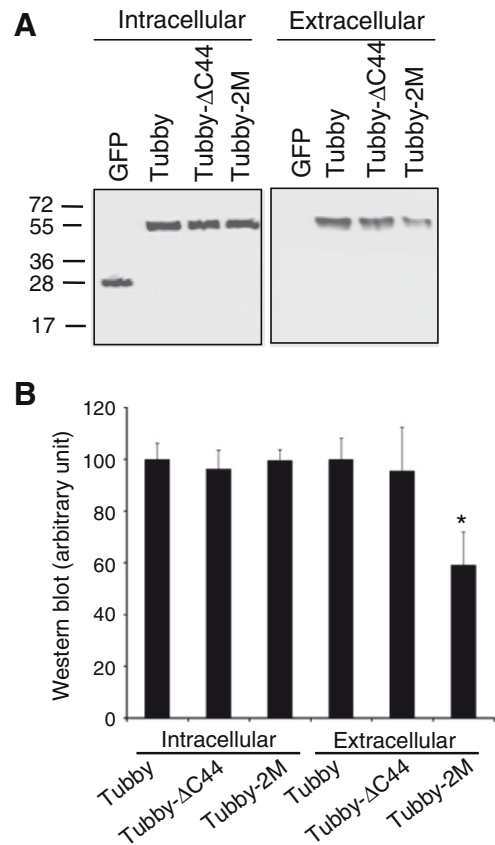 A
Intracellular
Extracellular
GFP
Tubby
Tubby-ΔC44
Tubby-2M
GFP
Tubby
Tubby-ΔC44
Tubby-2M
72
55
36
28
17
B
Western blot (arbitrary unit)
120
100
80
60
40
20
0
*
Intracellular
Extracellular
Tubby
Tubby-ΔC44
Tubby-2M
Tubby
Tubby-ΔC44
Tubby-2M